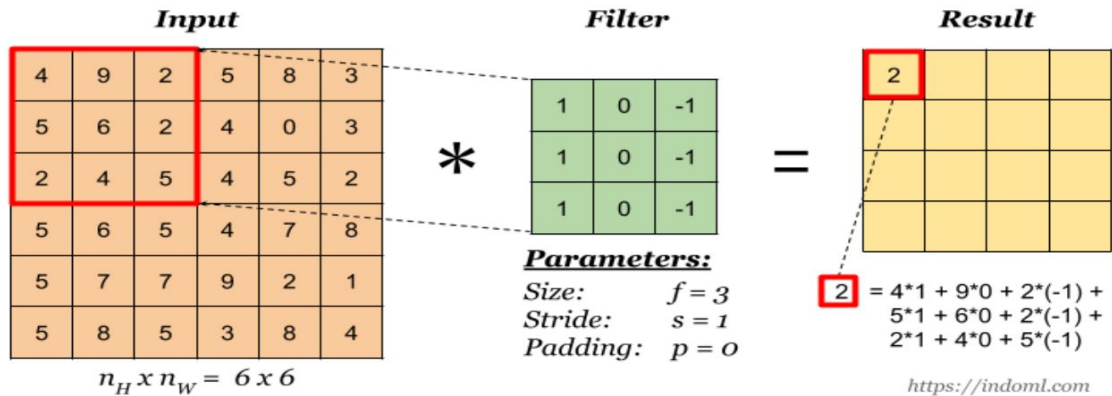 Input
Filter
Result
4 9 2 5 8 3
5 6 2 4 0 3
2 4 5 4 5 2
5 6 5 4 7 8
5 7 7 9 2 1
5 8 5 3 8 4
n_H x n_W = 6 x 6
*
1 0 -1
1 0 -1
1 0 -1
Parameters:
Size: f = 3
Stride: s = 1
Padding: p = 0
=
2
2 = 4*1 + 9*0 + 2*(-1) +
5*1 + 6*0 + 2*(-1) +
2*1 + 4*0 + 5*(-1)
https://indoml.com